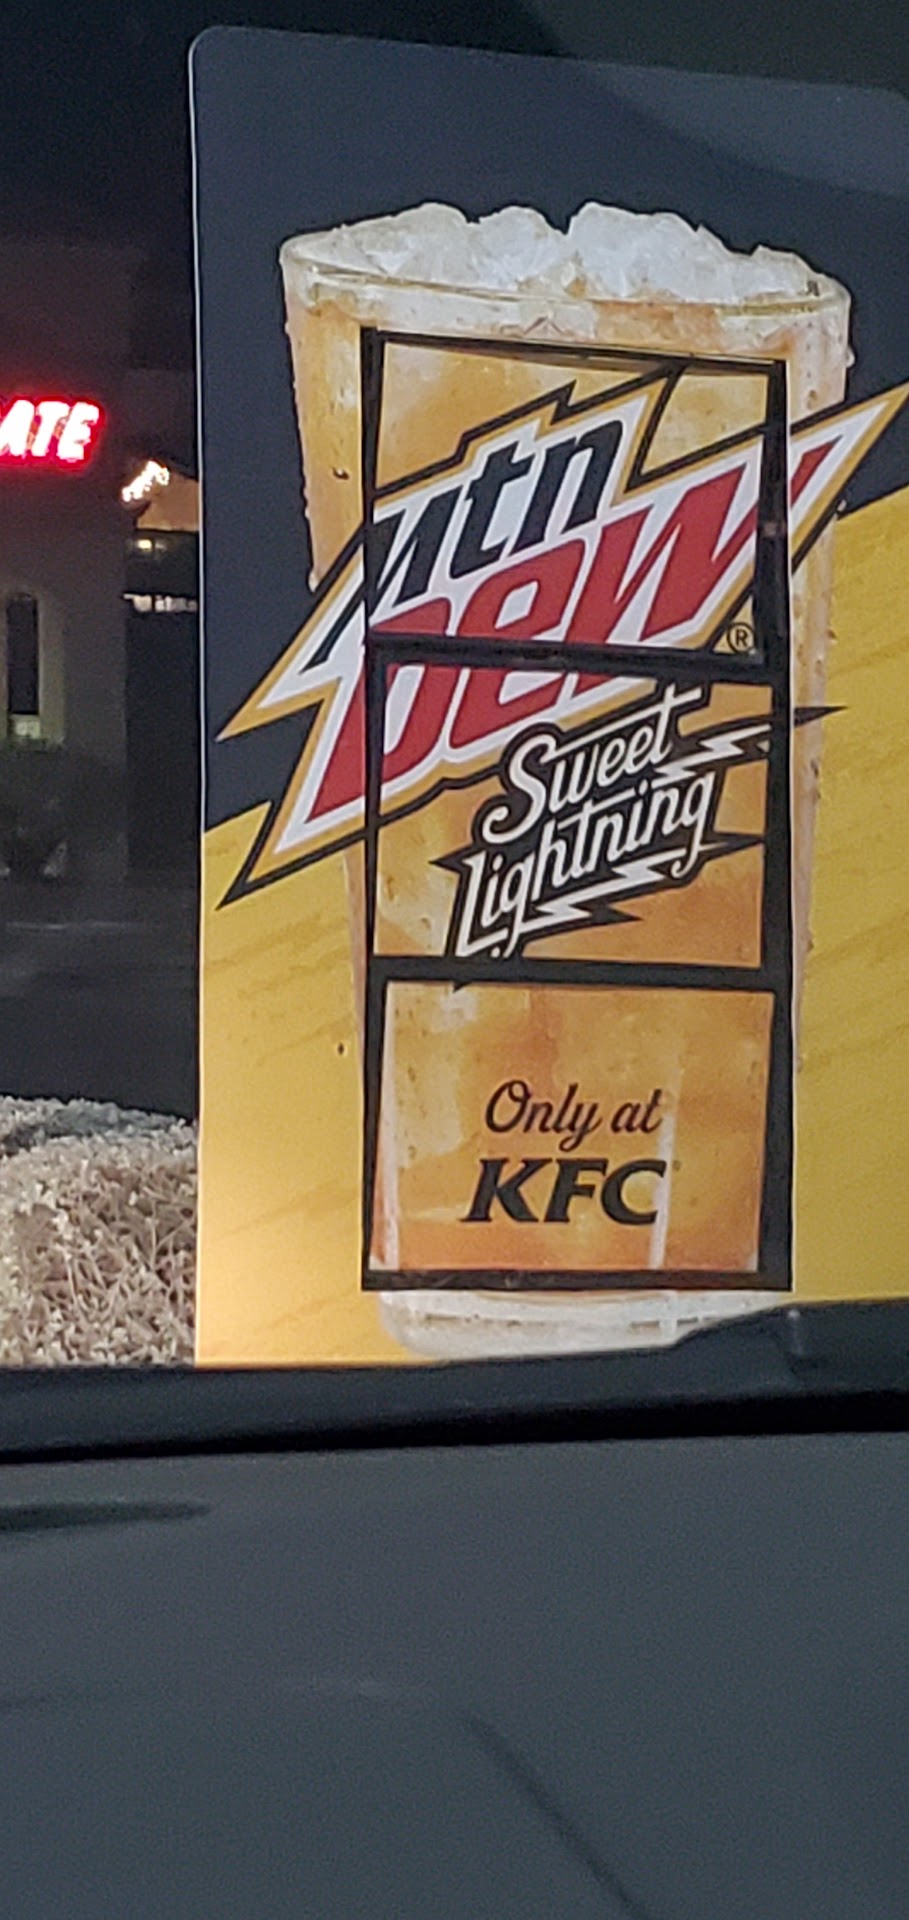 ATE
Mtn
DEW®
Sweet
Lightning
Only at
KFC